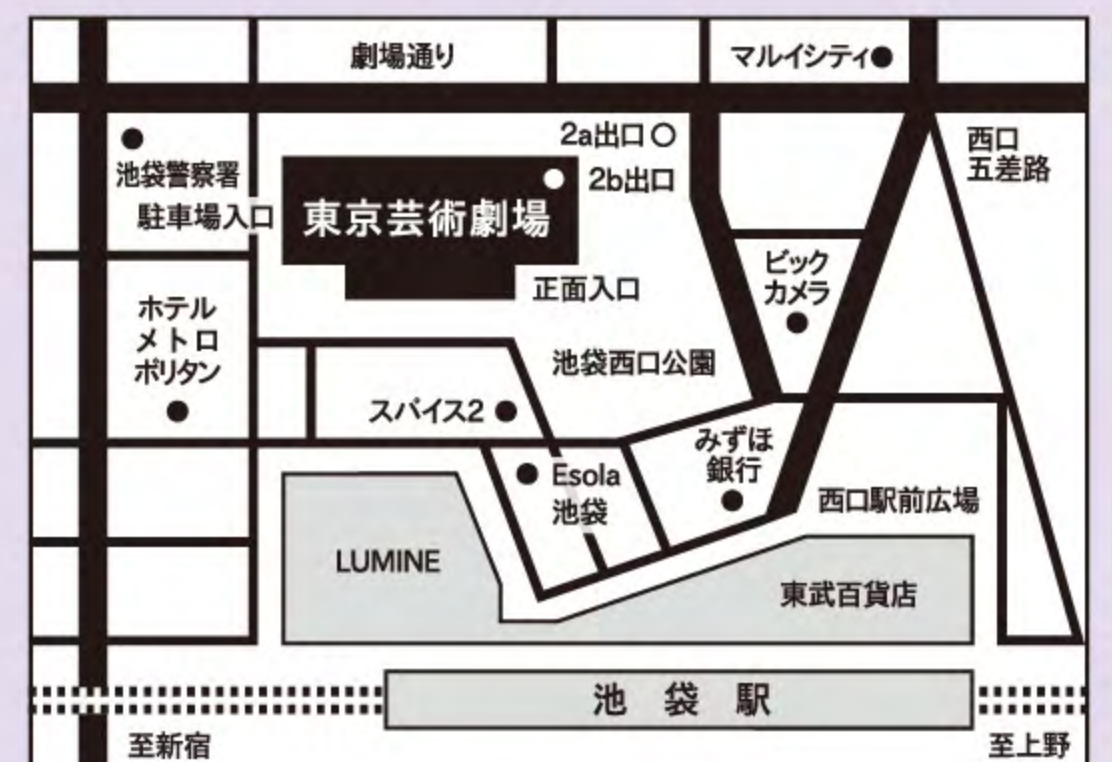 劇場通り
マルイシティ
2a出口
西口
五差路
池袋警察署
2b出口
駐車場入口
東京芸術劇場
ビック
カメラ
正面入口
ホテル
メトロ
ポリタン
池袋西口公園
スパイス2
みずほ
銀行
Esola
池袋
西口駅前広場
LUMINE
東武百貨店
池袋駅
至新宿
至上野